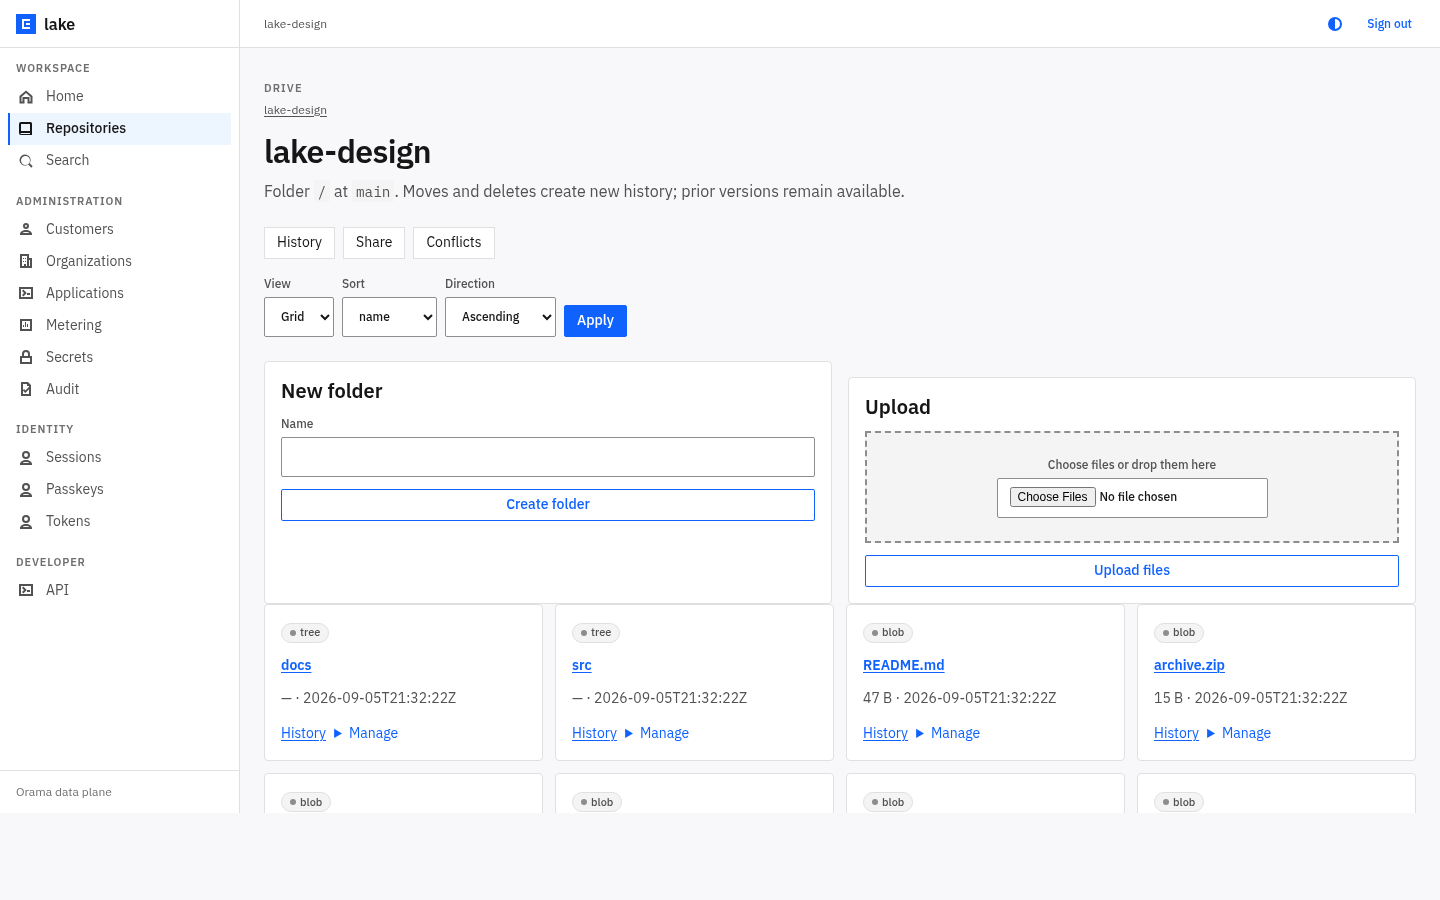 lake
lake-design
Sign out
WORKSPACE
Home
Repositories
Search
ADMINISTRATION
Customers
Organizations
Applications
Metering
Secrets
Audit
IDENTITY
Sessions
Passkeys
Tokens
DEVELOPER
API
Orama data plane
DRIVE
lake-design
lake-design
Folder / at main. Moves and deletes create new history; prior versions remain available.
History Share Conflicts
View Sort Direction
Grid name Ascending Apply
New folder
Name
Create folder
Upload
Choose files or drop them here
Choose Files No file chosen
Upload files
tree
docs
— · 2026-09-05T21:32:22Z
History ▶ Manage
tree
src
— · 2026-09-05T21:32:22Z
History ▶ Manage
blob
README.md
47 B · 2026-09-05T21:32:22Z
History ▶ Manage
blob
archive.zip
15 B · 2026-09-05T21:32:22Z
History ▶ Manage
blob
blob
blob
blob